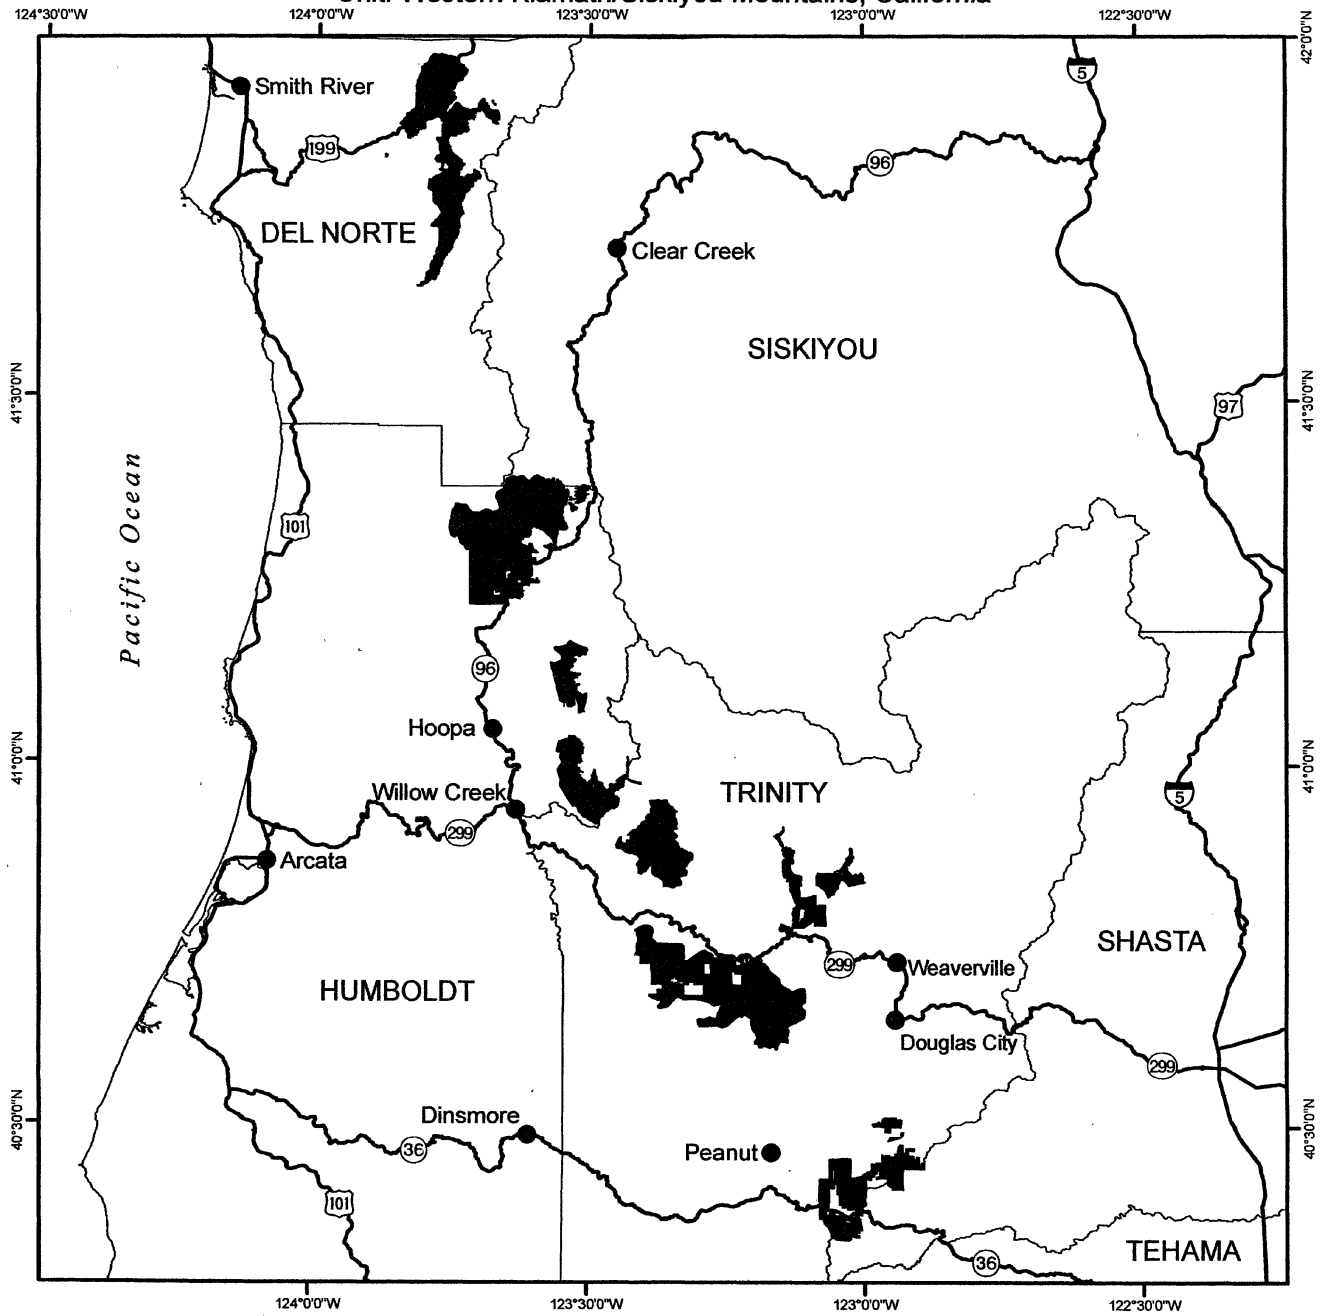 Unit: Western Klamath/Siskiyou Mountains, California
124°30'0"W
124°0'0"W
123°30'0"W
123°0'0"W
122°30'0"W
42°0'0"N
5
Smith River
199
96
DEL NORTE
Clear Creek
SISKIYOU
41°30'0"N
41°30'0"N
97
Pacific Ocean
101
96
Hoopa
41°0'0"N
41°0'0"N
TRINITY
Willow Creek
5
299
Arcata
SHASTA
299
Weaverville
HUMBOLDT
Douglas City
299
40°30'0"N
40°30'0"N
Dinsmore
36
Peanut
101
TEHAMA
36
124°0'0"W
123°30'0"W
123°0'0"W
122°30'0"W